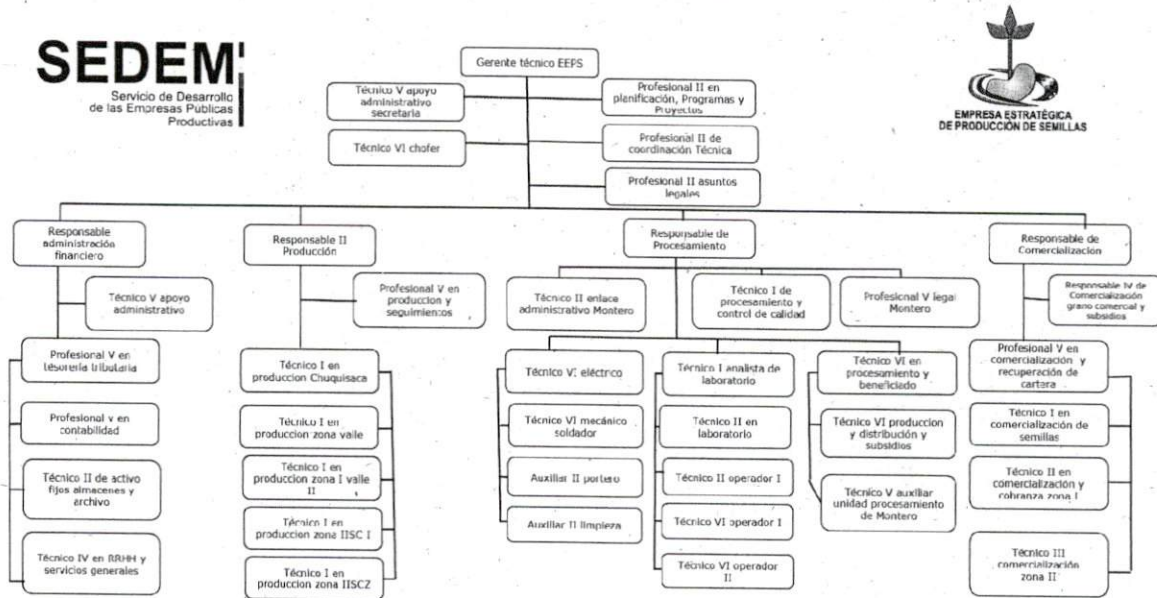 SEDEM
Servicio de Desarrollo
de las Empresas Públicas
Productivas
EMPRESA ESTRATÉGICA
DE PRODUCCIÓN DE SEMILLAS
Gerente técnico EEPS
Técnico V apoyo
administrativo
secretaria
Profesional II en
planificación, Programas y
Proyectos
Técnico VI chofer
Profesional II de
coordinación Técnica
Profesional II asuntos
legales
Responsable
administración
financiero
Responsable II
Producción
Responsable de
Procesamiento
Responsable de
Comercialización
Técnico V apoyo
administrativo
Profesional V en
produccion y
seguimientos
Técnico II enlace
administrativo Montero
Técnico I de
procesamiento y
control de calidad
Profesional V legal
Montero
Responsable IV de
Comercialización
grano comercial y
subsidios
Profesional V en
tesorería tributaria
Profesional v en
contabilidad
Técnico II de activo
fijos almacenes y
archivo
Técnico IV en RRHH y
servicios generales
Técnico I en
produccion Chuquisaca
Técnico I en
produccion zona valle
Técnico I en
produccion zona I valle
II
Técnico I en
produccion zona IISC I
Técnico I en
produccion zona IISCZ
Técnico VI eléctrico
Técnico VI mecánico
soldador
Auxiliar II portero
Auxiliar II limpieza
Técnico I analista de
laboratorio
Técnico II en
laboratorio
Técnico II operador I
Técnico VI operador I
Técnico VI operador
II
Técnico VI en
procesamiento y
beneficiado
Técnico VI produccion
y distribución y
subsidios
Técnico V auxiliar
unidad procesamiento
de Montero
Profesional V en
comercialización y
recuperación de
cartera
Técnico I en
comercialización de
semillas
Técnico II en
comercialización y
cobranza zona I
Técnico III
comercialización
zona II